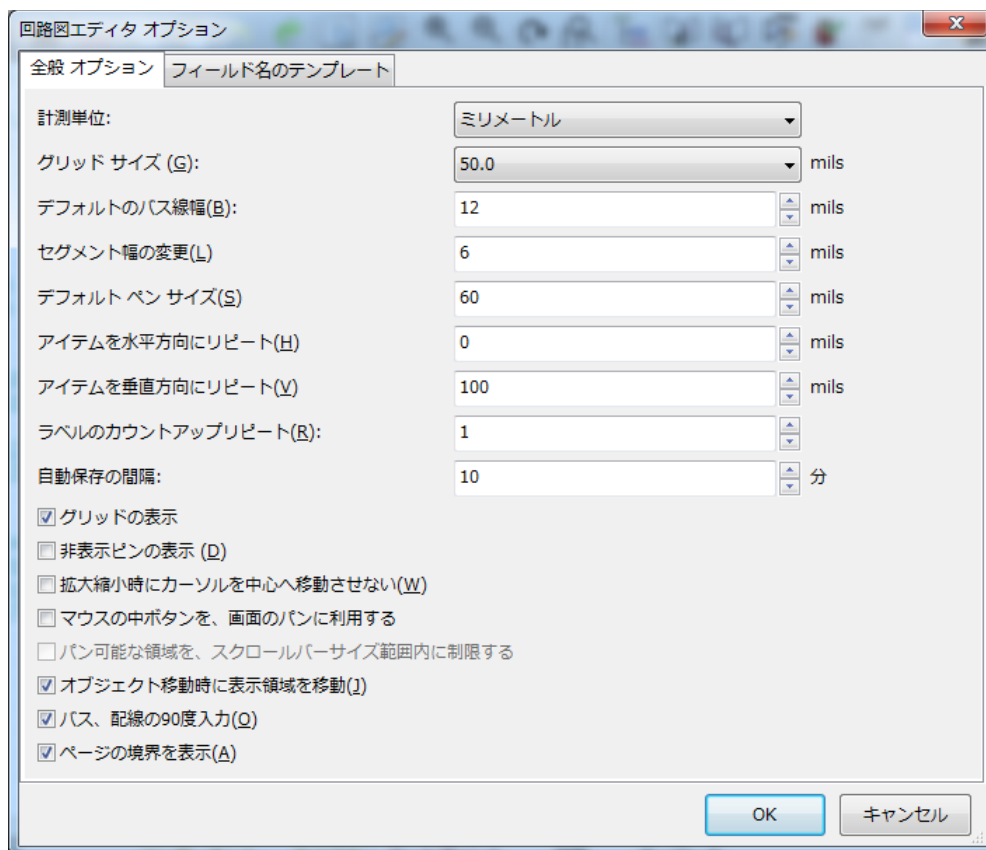 回路図エディタ オプション
全般 オプション フィールド名のテンプレート
計測単位: ミリメートル
グリッド サイズ (G): 50.0 mils
デフォルトのバス線幅(B): 12 mils
セグメント幅の変更(L) 6 mils
デフォルト ペン サイズ(S) 60 mils
アイテムを水平方向にリピート(H) 0 mils
アイテムを垂直方向にリピート(V) 100 mils
ラベルのカウントアップリピート(R): 1
自動保存の間隔: 10 分
グリッドの表示
非表示ピンの表示 (D)
拡大縮小時にカーソルを中心へ移動させない(W)
マウスの中ボタンを、画面のパンに利用する
パン可能な領域を、スクロールバーサイズ範囲内に制限する
オブジェクト移動時に表示領域を移動(J)
バス、配線の90度入力(O)
ページの境界を表示(A)
OK キャンセル